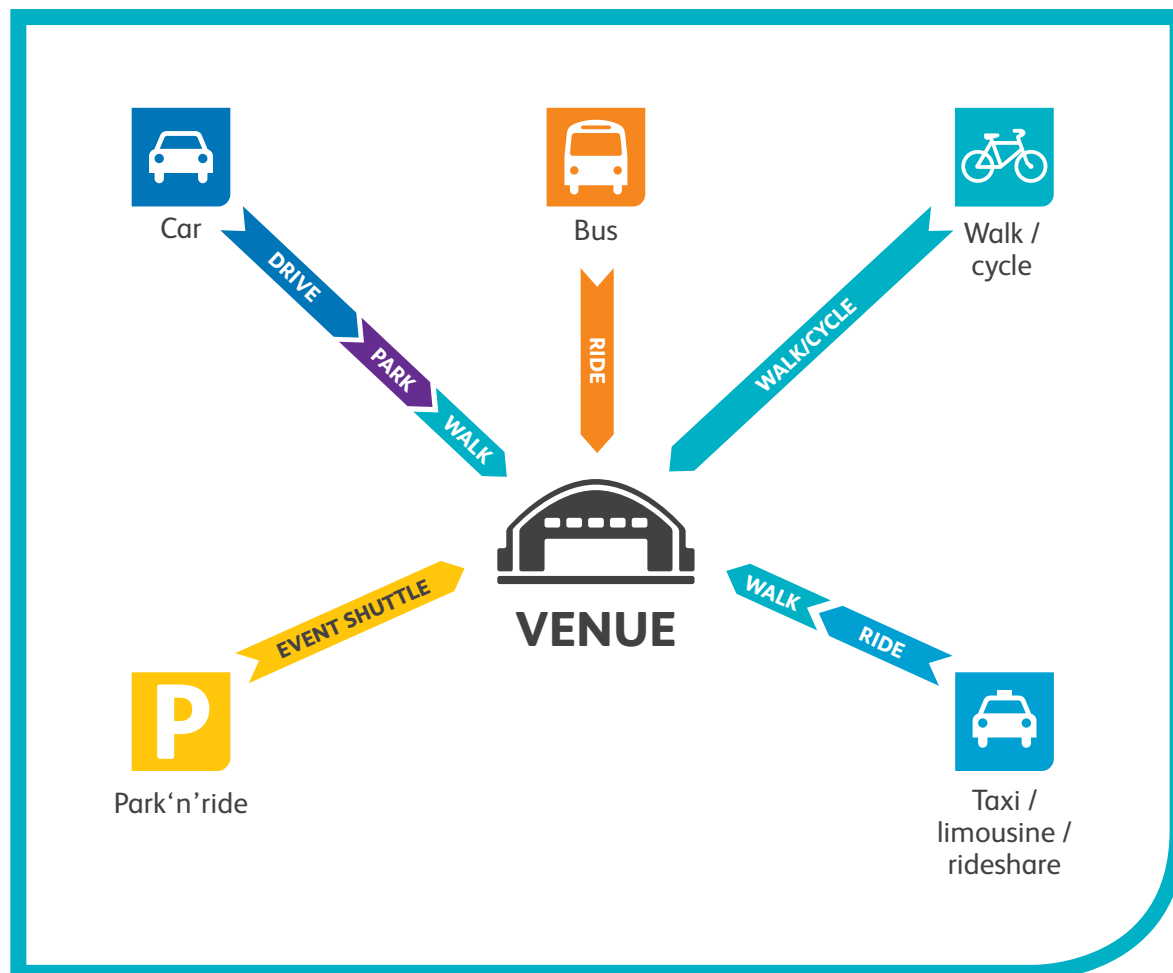 Car
Bus
Walk /
cycle
DRIVE
PARK
WALK
RIDE
WALK/CYCLE
EVENT SHUTTLE
VENUE
WALK
RIDE
P
Park‘n’ride
Taxi /
limousine /
rideshare